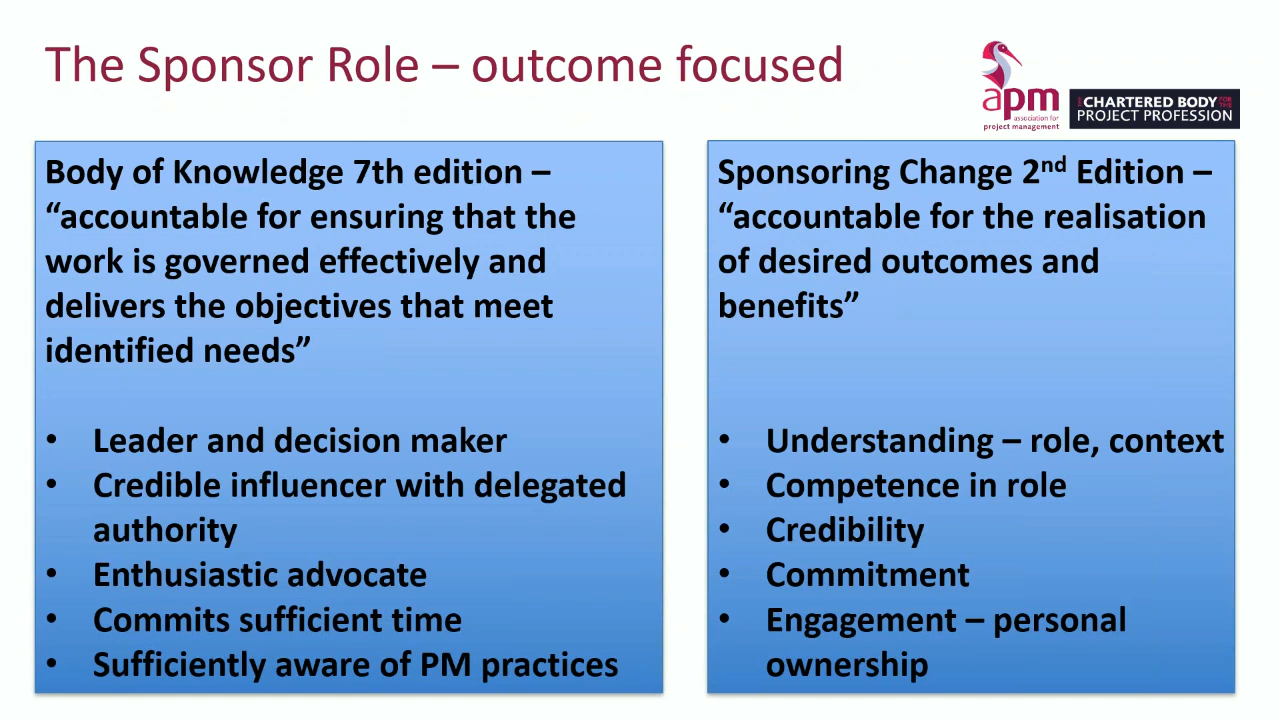 The Sponsor Role – outcome focused
apm
association for
project management
THE CHARTERED BODY FOR THE
PROJECT PROFESSION
Body of Knowledge 7th edition –
“accountable for ensuring that the
work is governed effectively and
delivers the objectives that meet
identified needs”
• Leader and decision maker
• Credible influencer with delegated
authority
• Enthusiastic advocate
• Commits sufficient time
• Sufficiently aware of PM practices
Sponsoring Change 2nd Edition –
“accountable for the realisation
of desired outcomes and
benefits”
• Understanding – role, context
• Competence in role
• Credibility
• Commitment
• Engagement – personal
ownership